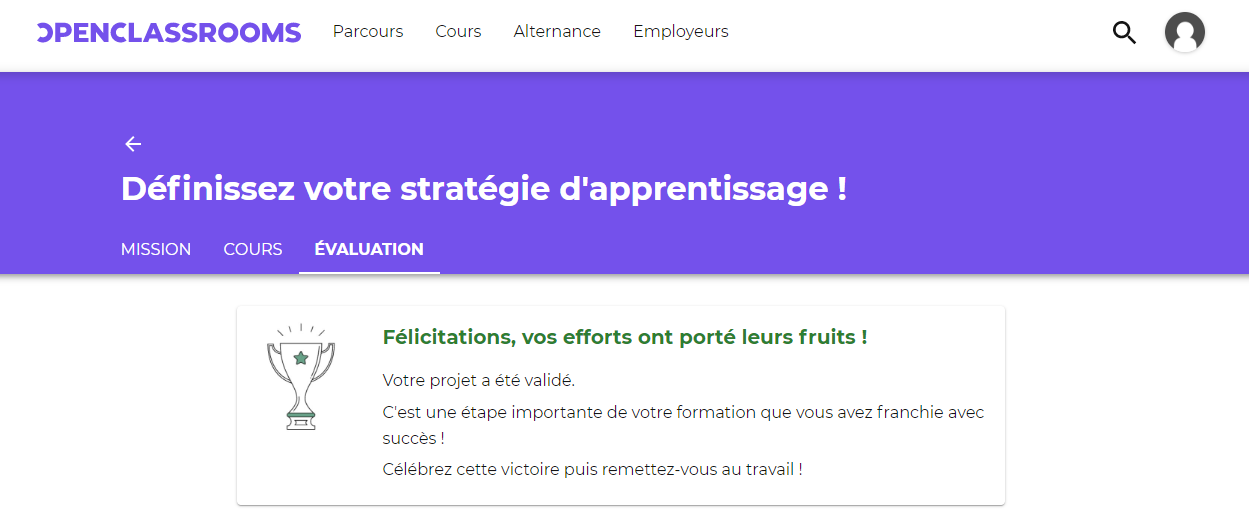 OPENCLASSROOMS Parcours Cours Alternance Employeurs
Définissez votre stratégie d'apprentissage !
MISSION COURS ÉVALUATION
Félicitations, vos efforts ont porté leurs fruits !
Votre projet a été validé.
C'est une étape importante de votre formation que vous avez franchie avec
succès !
Célébrez cette victoire puis remettez-vous au travail !